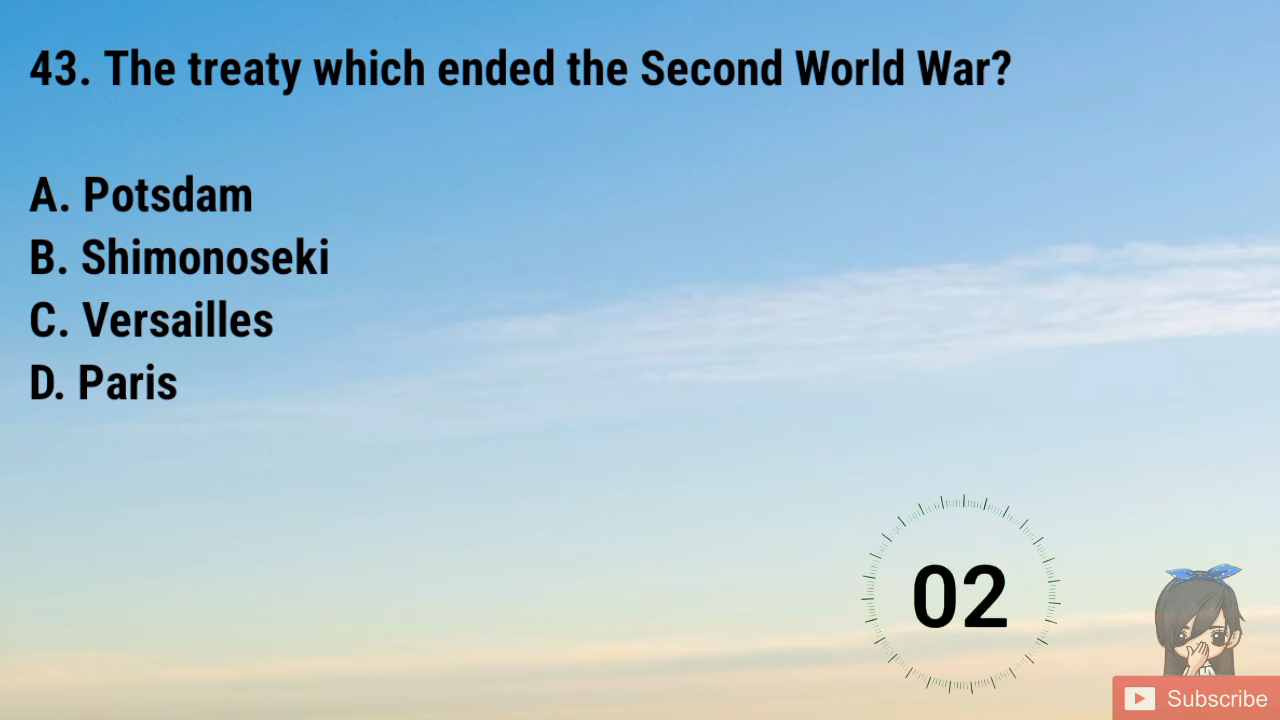 43. The treaty which ended the Second World War?
A. Potsdam
B. Shimonoseki
C. Versailles
D. Paris
02
Subscribe